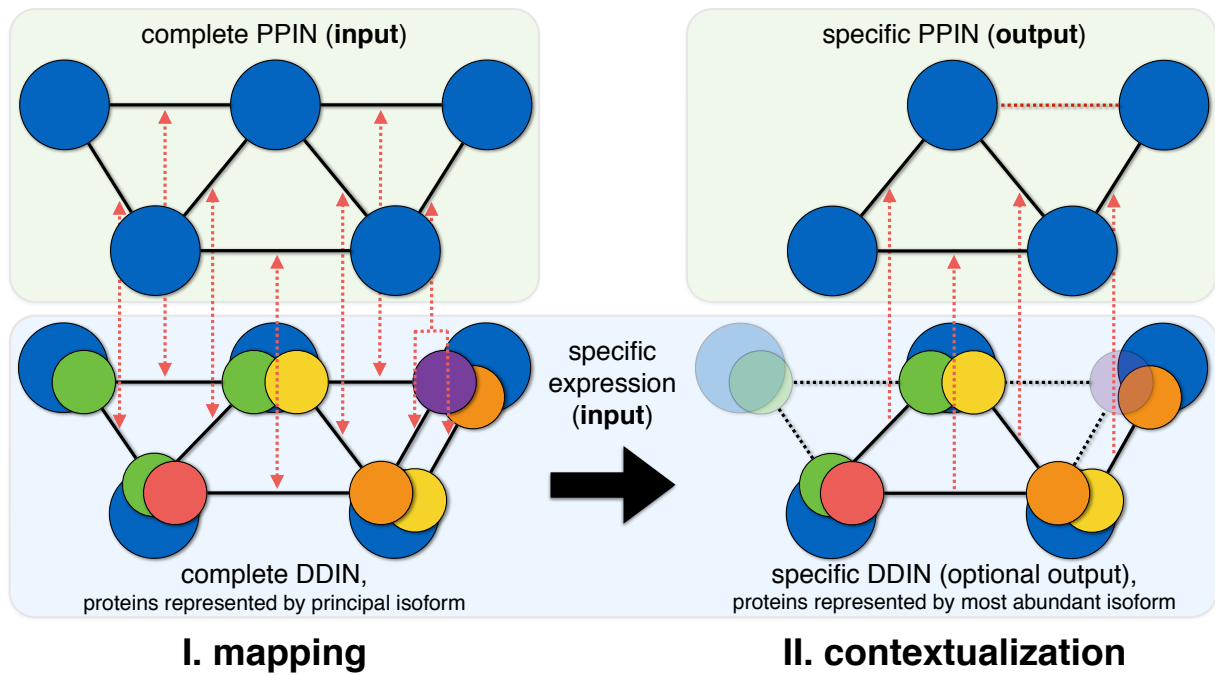 complete PPIN (input)
specific PPIN (output)
specific
expression
(input)
complete DDIN,
proteins represented by principal isoform
specific DDIN (optional output),
proteins represented by most abundant isoform
I. mapping
II. contextualization